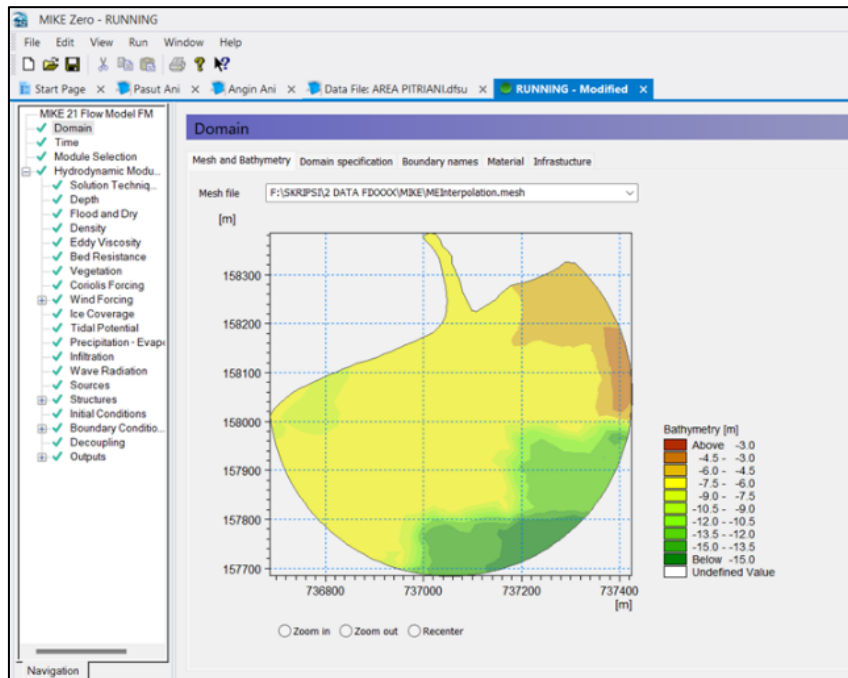 MIKE Zero - RUNNING
File Edit View Run Window Help
Start Page Pasut Ani Angin Ani Data File: AREA PITRIANI.dfsu RUNNING - Modified
MIKE 21 Flow Model FM
Domain
Time
Module Selection
Hydrodynamic Modu...
Solution Techniq...
Depth
Flood and Dry
Density
Eddy Viscosity
Bed Resistance
Vegetation
Coriolis Forcing
Wind Forcing
Ice Coverage
Tidal Potential
Precipitation - Evapo
Infiltration
Wave Radiation
Sources
Structures
Initial Conditions
Boundary Conditio...
Decoupling
Outputs
Navigation
Domain
Mesh and Bathymetry Domain specification Boundary names Material Infrastucture
Mesh file F:\SKRIPSI\2 DATA FDXXXX\MIKE\MEInterpolation.mesh
[m]
158300
158200
158100
158000
157900
157800
157700
736800 737000 737200 737400
[m]
Bathymetry [m]
Above -3.0
-4.5 - -3.0
-6.0 - -4.5
-7.5 - -6.0
-9.0 - -7.5
-10.5 - -9.0
-12.0 - -10.5
-13.5 - -12.0
-15.0 - -13.5
Below -15.0
Undefined Value
Zoom in Zoom out Recenter